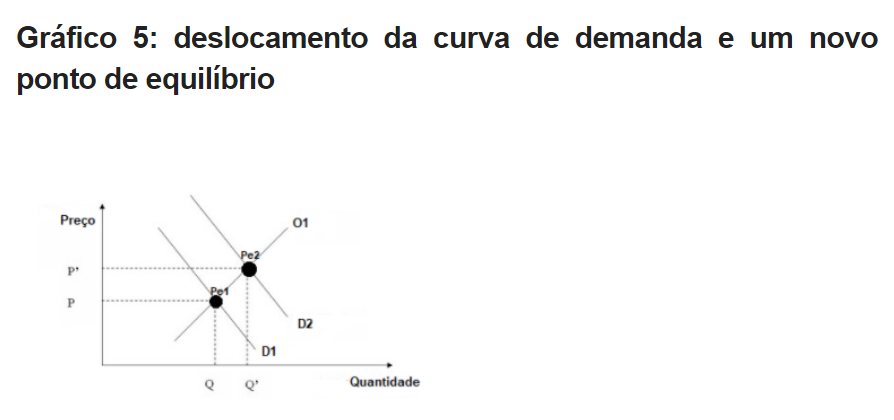 Gráfico 5: deslocamento da curva de demanda e um novo
ponto de equilíbrio
Preço
O1
Pe2
P'
Pe1
P
D2
D1
Q
Q'
Quantidade